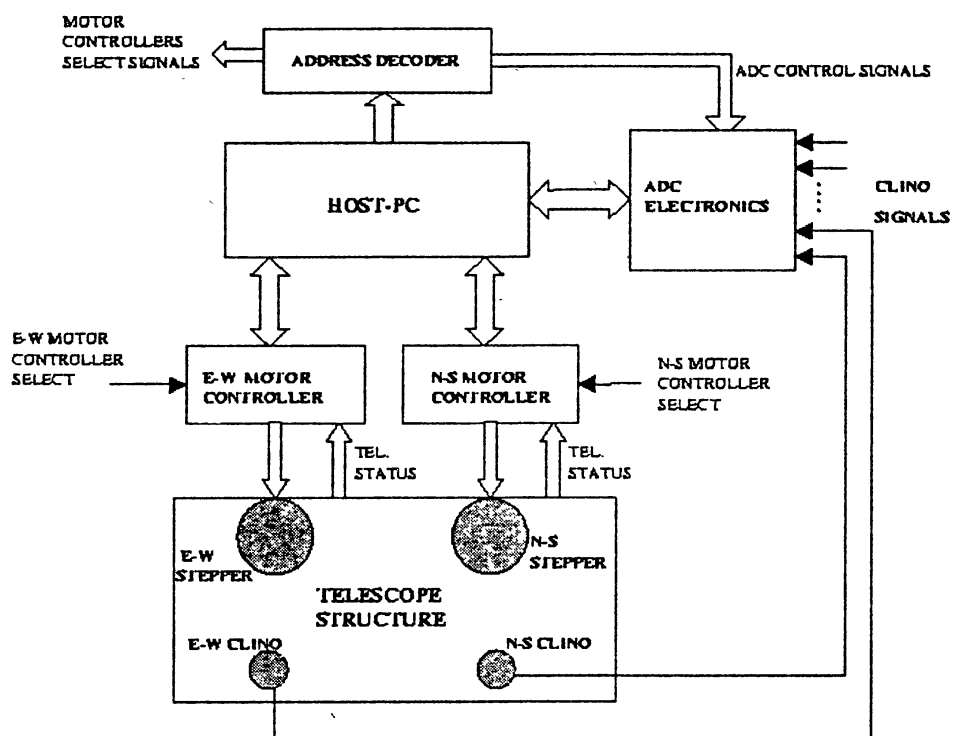 MOTOR
CONTROLLERS
SELECT SIGNALS
ADDRESS DECODER
ADC CONTROL SIGNALS
HOST-PC
ADC
ELECTRONICS
CLINO
SIGNALS
E-W MOTOR
CONTROLLER
SELECT
E-W MOTOR
CONTROLLER
N-S MOTOR
CONTROLLER
N-S MOTOR
CONTROLLER
SELECT
TEL.
STATUS
TEL.
STATUS
E-W
STEPPER
N-S
STEPPER
TELESCOPE
STRUCTURE
E-W CLINO
N-S CLINO